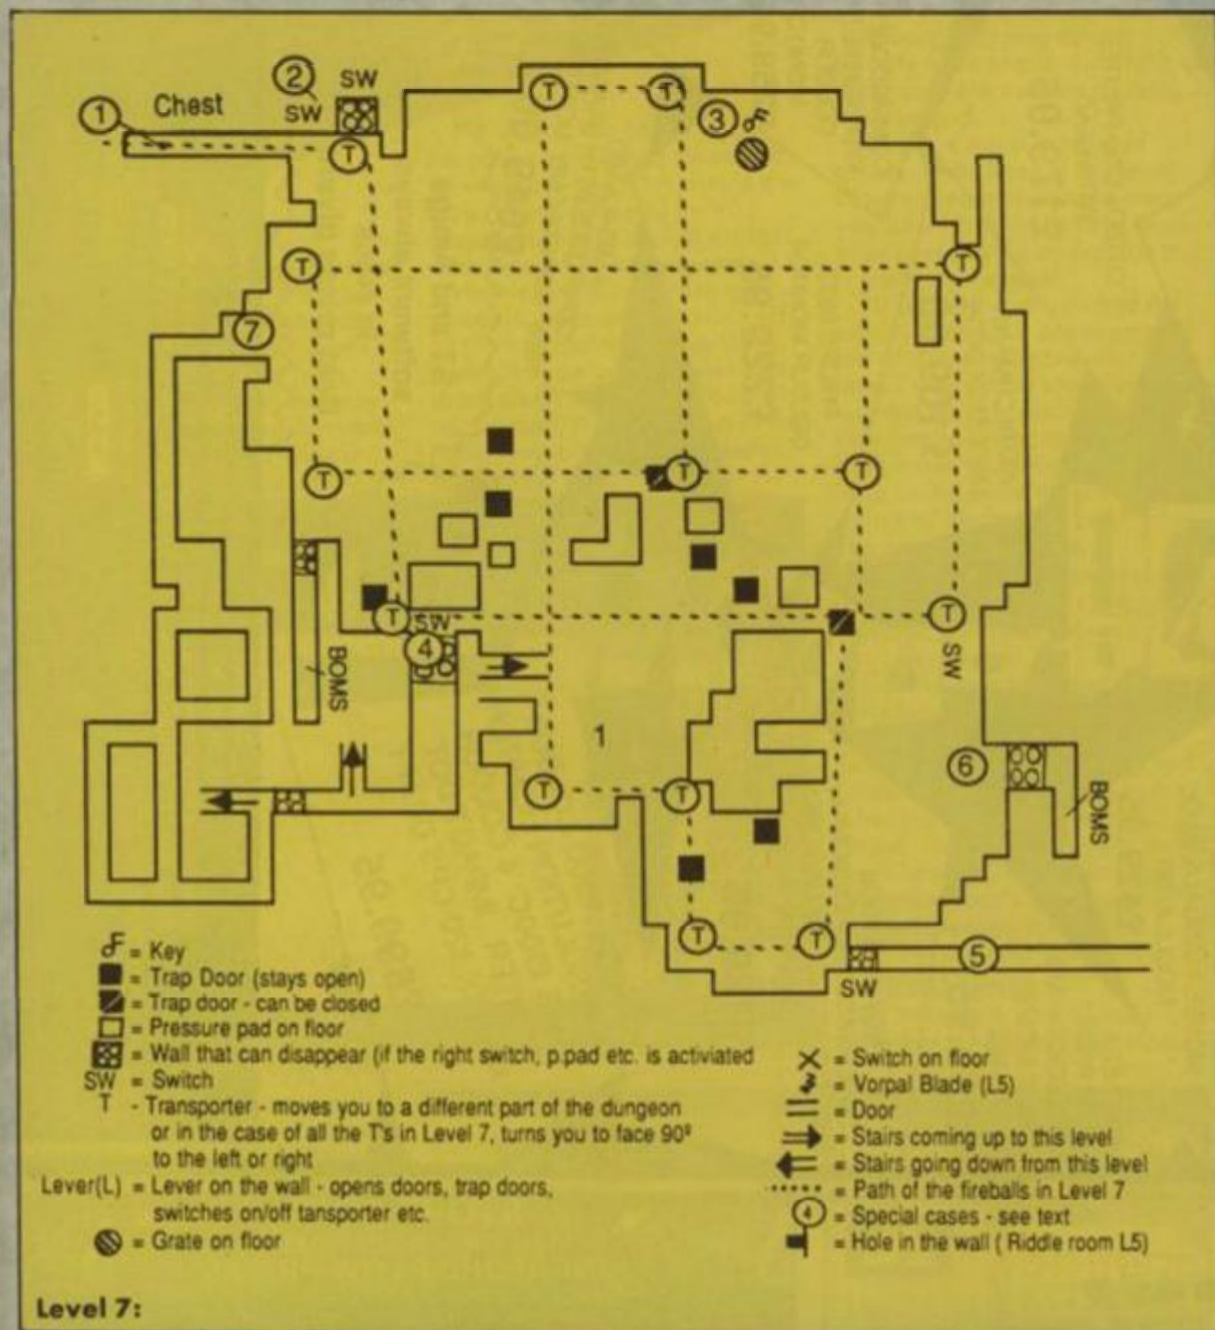 2
SW
1
Chest
SW
T
T
3
T
T
T
7
T
T
T
T
SW
4
T
SW
BOMS
1
6
T
T
BOMS
T
T
5
SW
= Key
= Trap Door (stays open)
= Trap door - can be closed
= Pressure pad on floor
= Wall that can disappear (if the right switch, p.pad etc. is activiated
SW = Switch
T - Transporter - moves you to a different part of the dungeon
or in the case of all the T's in Level 7, turns you to face 90º
to the left or right
Lever(L) = Lever on the wall - opens doors, trap doors,
switches on/off tansporter etc.
= Grate on floor
= Switch on floor
= Vorpal Blade (L5)
= Door
= Stairs coming up to this level
= Stairs going down from this level
= Path of the fireballs in Level 7
4 = Special cases - see text
= Hole in the wall ( Riddle room L5)
Level 7: